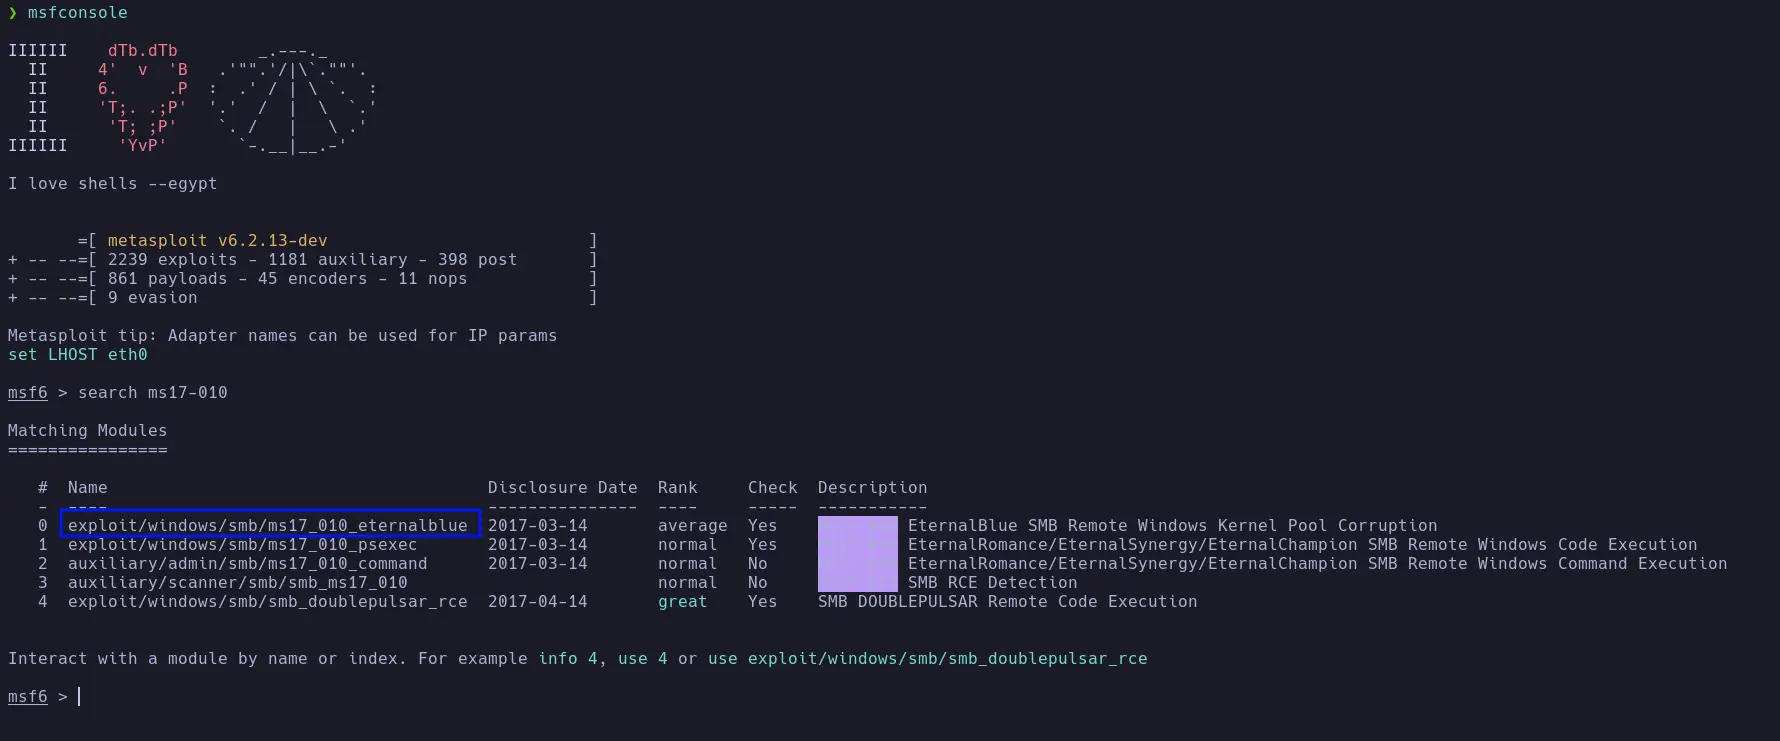 ❯ msfconsole
IIIIII    dTb.dTb        _.---._
  II     4'  v  'B   .'"".'/|\`.""'.
  II     6.     .P  :  .' / | \ `.  :
  II     'T;. .;P'  '.'  /  |  \  `.'
  II      'T; ;P'    `. /   |   \ .'
IIIIII     'YvP'       `-.__|__.-'
I love shells --egypt
       =[ metasploit v6.2.13-dev                          ]
+ -- --=[ 2239 exploits - 1181 auxiliary - 398 post       ]
+ -- --=[ 861 payloads - 45 encoders - 11 nops            ]
+ -- --=[ 9 evasion                                       ]
Metasploit tip: Adapter names can be used for IP params
set LHOST eth0
msf6 > search ms17-010
Matching Modules
================
   #  Name                                      Disclosure Date  Rank     Check  Description
   -  ----                                      ---------------  ----     -----  -----------
   0  exploit/windows/smb/ms17_010_eternalblue  2017-03-14       average  Yes    EternalBlue SMB Remote Windows Kernel Pool Corruption
   1  exploit/windows/smb/ms17_010_psexec       2017-03-14       normal   Yes    EternalRomance/EternalSynergy/EternalChampion SMB Remote Windows Code Execution
   2  auxiliary/admin/smb/ms17_010_command      2017-03-14       normal   No     EternalRomance/EternalSynergy/EternalChampion SMB Remote Windows Command Execution
   3  auxiliary/scanner/smb/smb_ms17_010                         normal   No     SMB RCE Detection
   4  exploit/windows/smb/smb_doublepulsar_rce  2017-04-14       great    Yes    SMB DOUBLEPULSAR Remote Code Execution
Interact with a module by name or index. For example info 4, use 4 or use exploit/windows/smb/smb_doublepulsar_rce
msf6 >